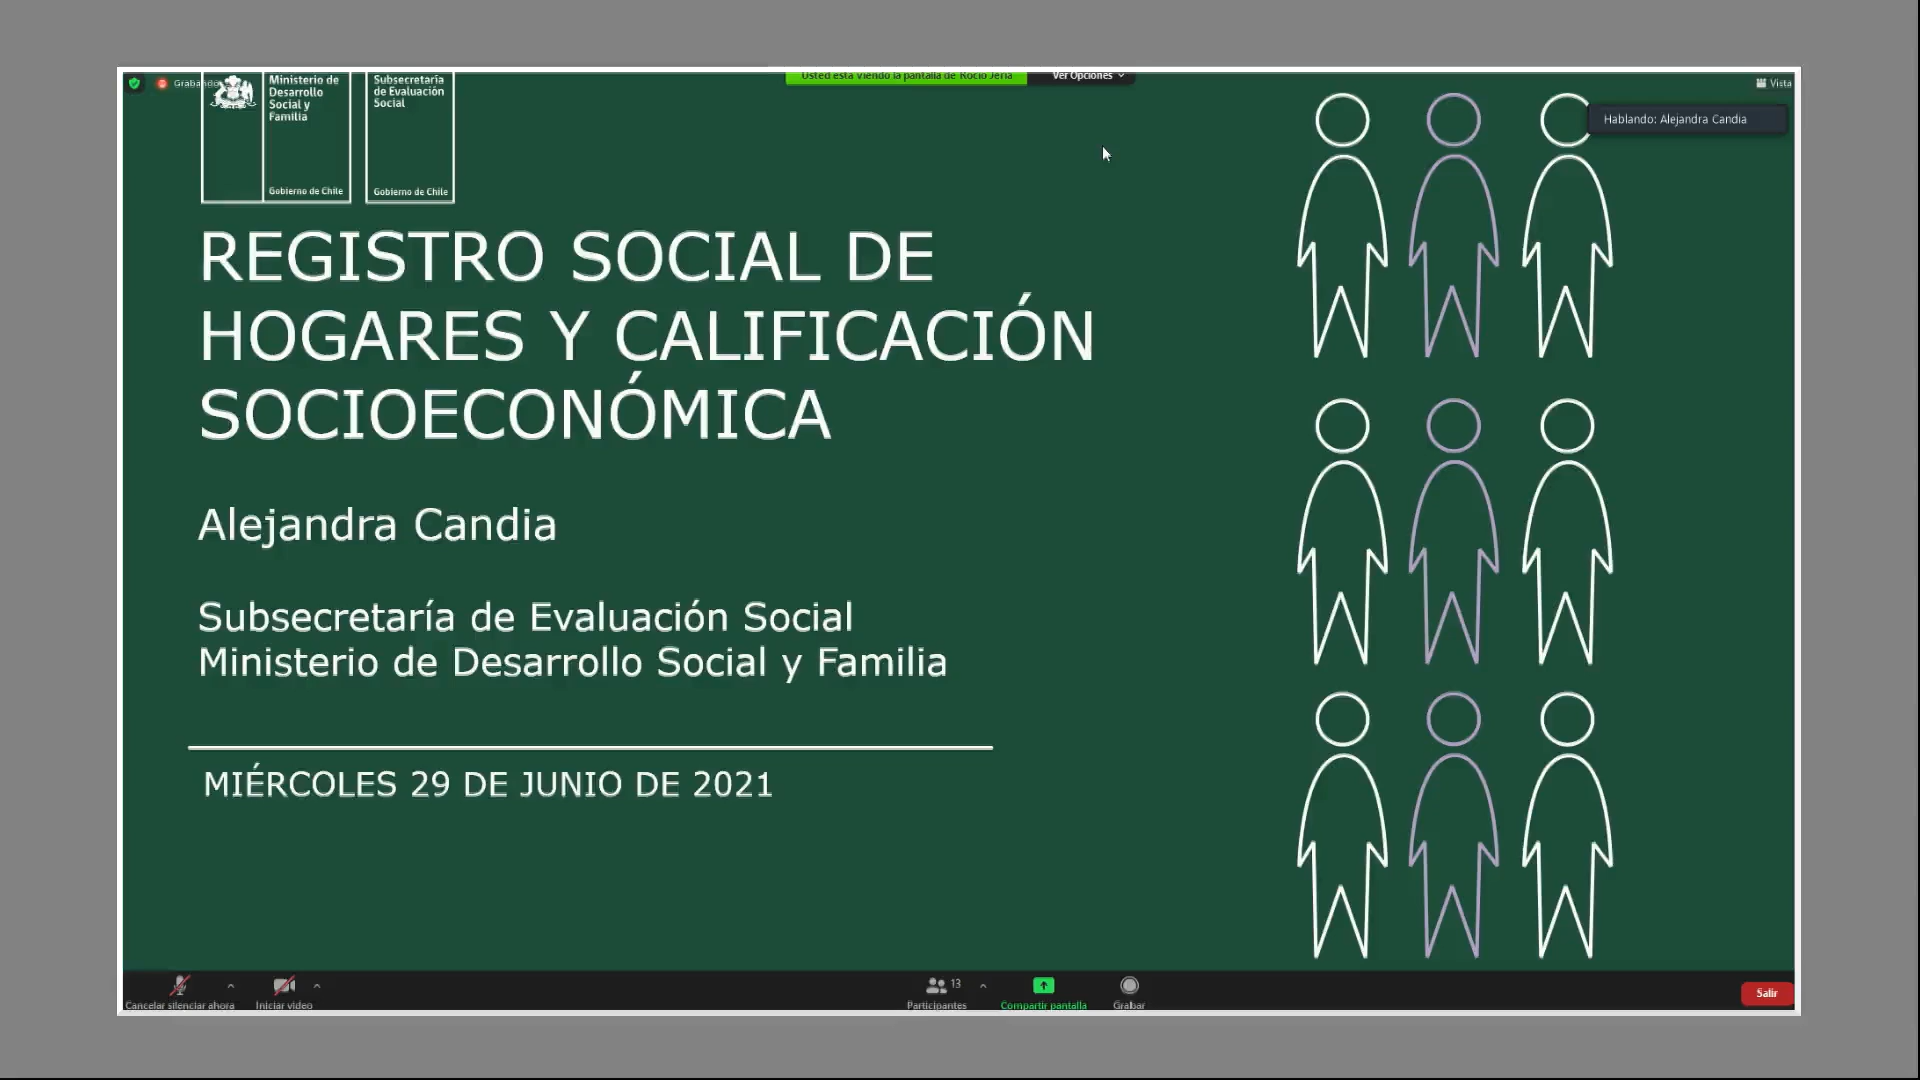 Usted está viendo la pantalla de Rocío Jeria
Ver Opciones
Vista
Hablando: Alejandra Candia
Ministerio de
Desarrollo
Social y
Familia
Gobierno de Chile
Subsecretaría
de Evaluación
Social
Gobierno de Chile
REGISTRO SOCIAL DE
HOGARES Y CALIFICACIÓN
SOCIOECONÓMICA
Alejandra Candia
Subsecretaría de Evaluación Social
Ministerio de Desarrollo Social y Familia
MIÉRCOLES 29 DE JUNIO DE 2021
Cancelar silenciar ahora
Iniciar video
13
Participantes
Compartir pantalla
Grabar
Salir